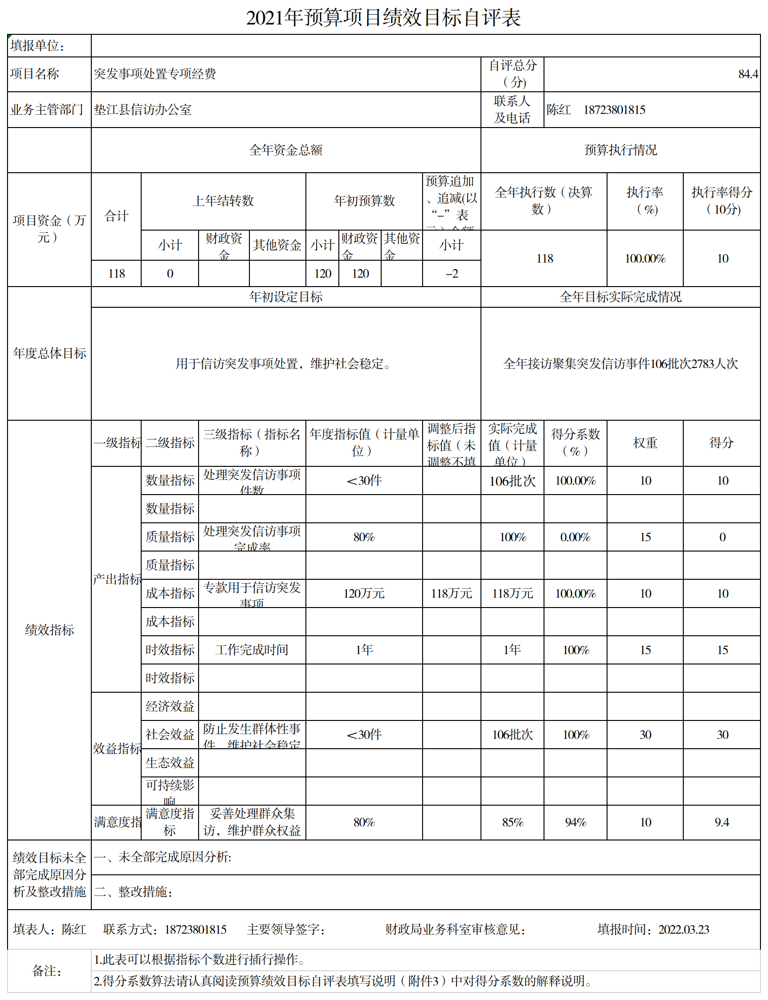 2021年预算项目绩效目标自评表
填报单位：
项目名称 突发事项处置专项经费 自评总分（分) 84.4
业务主管部门 垫江县信访办公室 联系人及电话 陈红 18723801815
全年资金总额 预算执行情况
项目资金（万元） 合计 上年结转数 年初预算数 预算追加、追减(以“-”表示）金额 全年执行数（决算数） 执行率（%) 执行率得分（10分)
小计 财政资金 其他资金 小计 财政资金 其他资金 小计
118 0 120 120 -2 118 100.00% 10
年度总体目标 年初设定目标 全年目标实际完成情况
用于信访突发事项处置，维护社会稳定。 全年接访聚集突发信访事件106批次2783人次
绩效指标 一级指标 二级指标 三级指标（指标名称） 年度指标值（计量单位） 调整后指标值（未调整不填 实际完成值（计量单位） 得分系数（%） 权重 得分
产出指标 数量指标 处理突发信访事项件数 <30件 106批次 100.00% 10 10
数量指标
质量指标 处理突发信访事项完成率 80% 100% 0.00% 15 0
质量指标
成本指标 专款用于信访突发事项 120万元 118万元 118万元 100.00% 10 10
成本指标
时效指标 工作完成时间 1年 1年 100% 15 15
时效指标
效益指标 经济效益
社会效益 防止发生群体性事件，维护社会稳定 <30件 106批次 100% 30 30
生态效益
可持续影响
满意度指 满意度指标 妥善处理群众集访，维护群众权益 80% 85% 94% 10 9.4
绩效目标未全部完成原因分析及整改措施 一、未全部完成原因分析:
二、整改措施：
填表人：陈红 联系方式：18723801815 主要领导签字： 财政局业务科室审核意见： 填报时间：2022.03.23
备注： 1.此表可以根据指标个数进行插行操作。
2.得分系数算法请认真阅读预算绩效目标自评表填写说明（附件3）中对得分系数的解释说明。